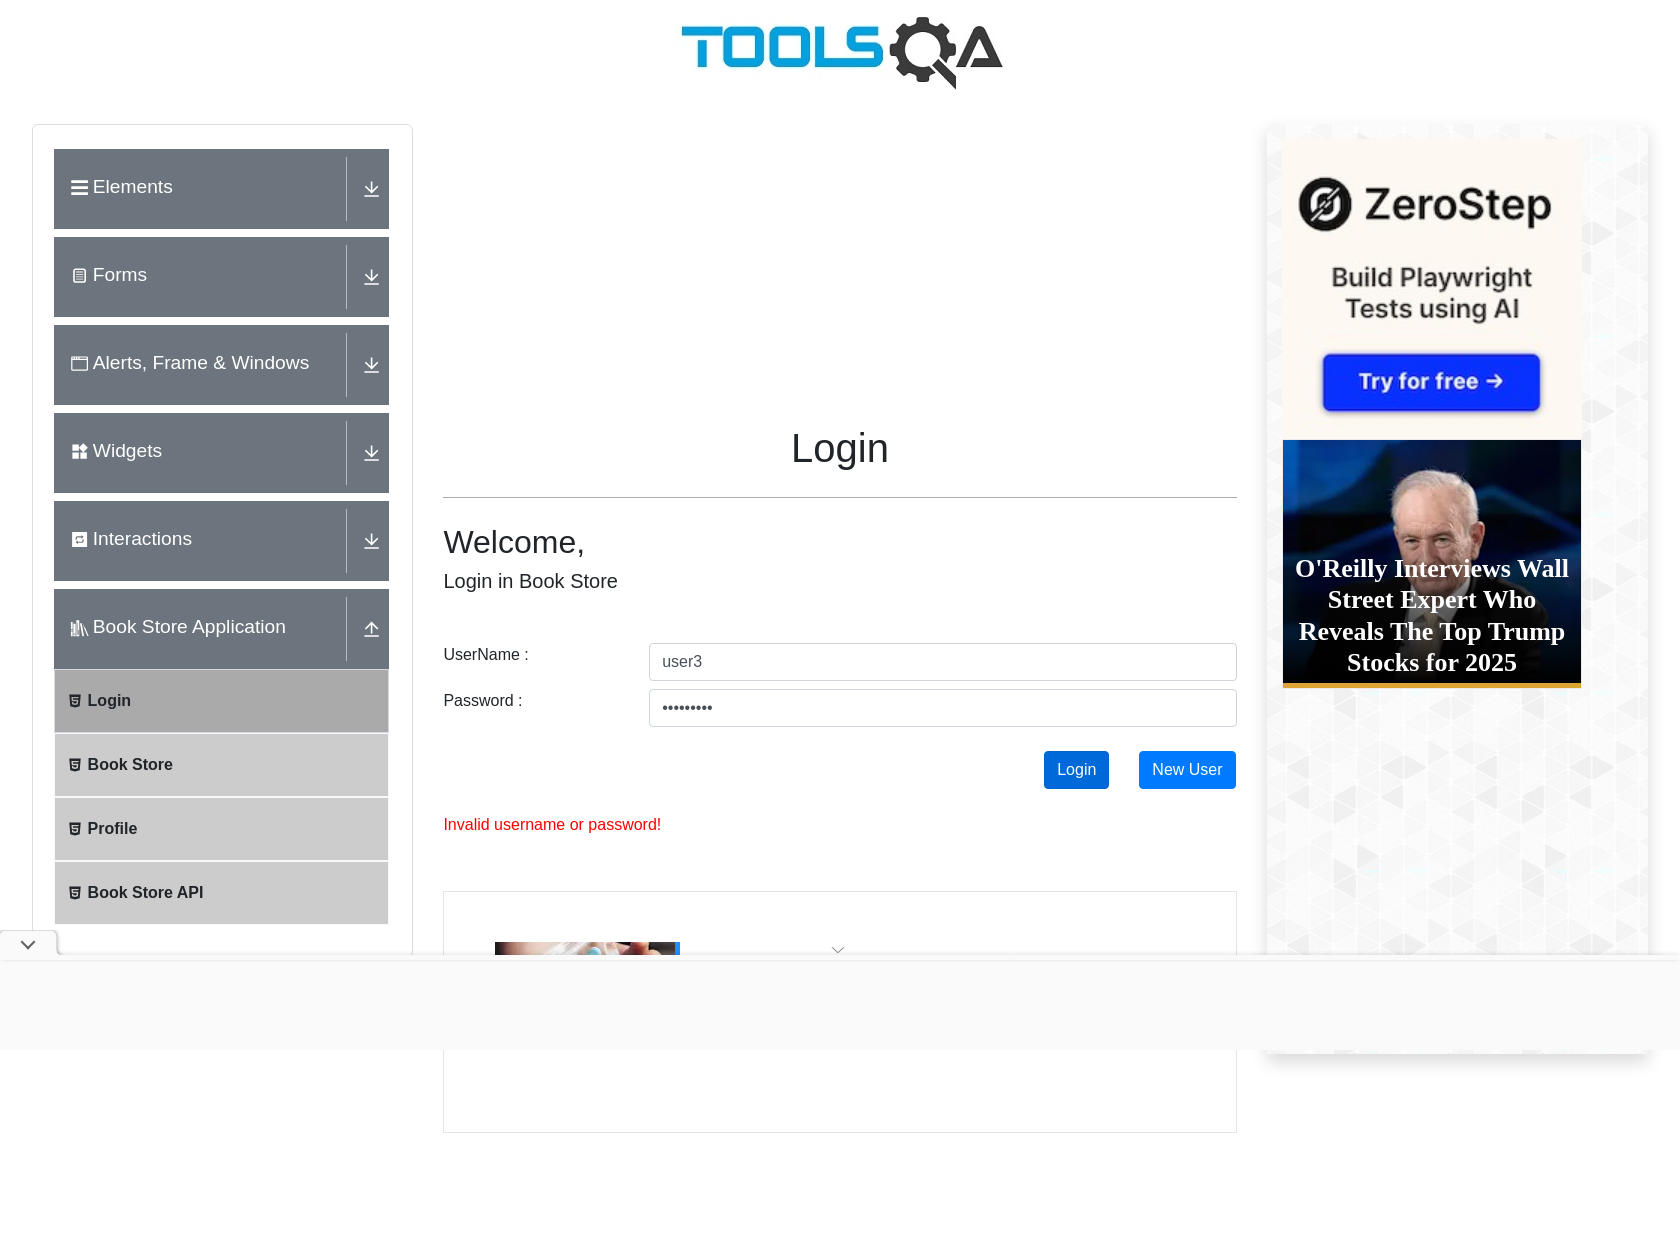 TOOLSQA
Elements
Forms
Alerts, Frame & Windows
Widgets
Interactions
Book Store Application
Login
Book Store
Profile
Book Store API
Login
Welcome,
Login in Book Store
UserName :
user3
Password :
•••••••••
Login
New User
Invalid username or password!
ZeroStep
Build Playwright
Tests using AI
Try for free →
O'Reilly Interviews Wall
Street Expert Who
Reveals The Top Trump
Stocks for 2025